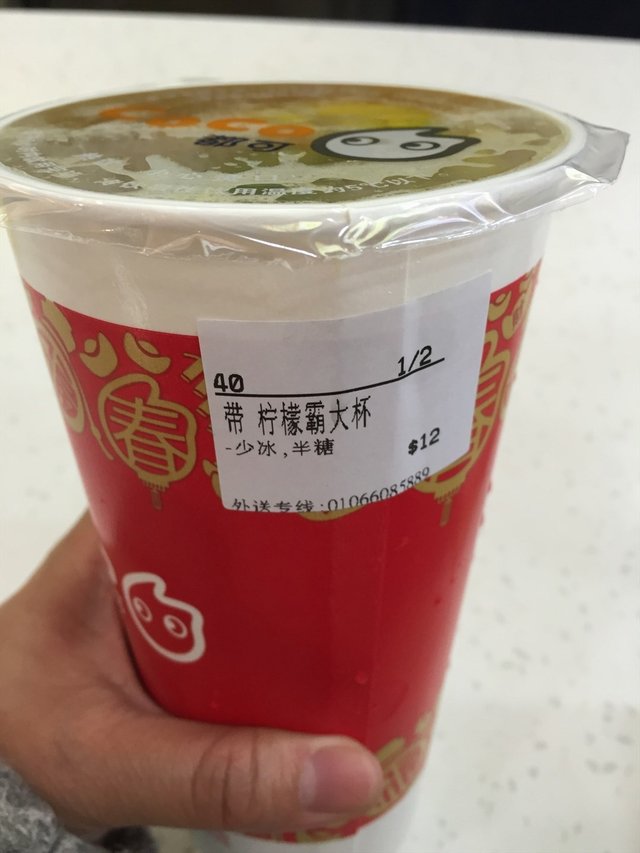 CoCo
都可
40 1/2
带 柠檬霸大杯
-少冰,半糖
$12
外送专线:01066085889
春